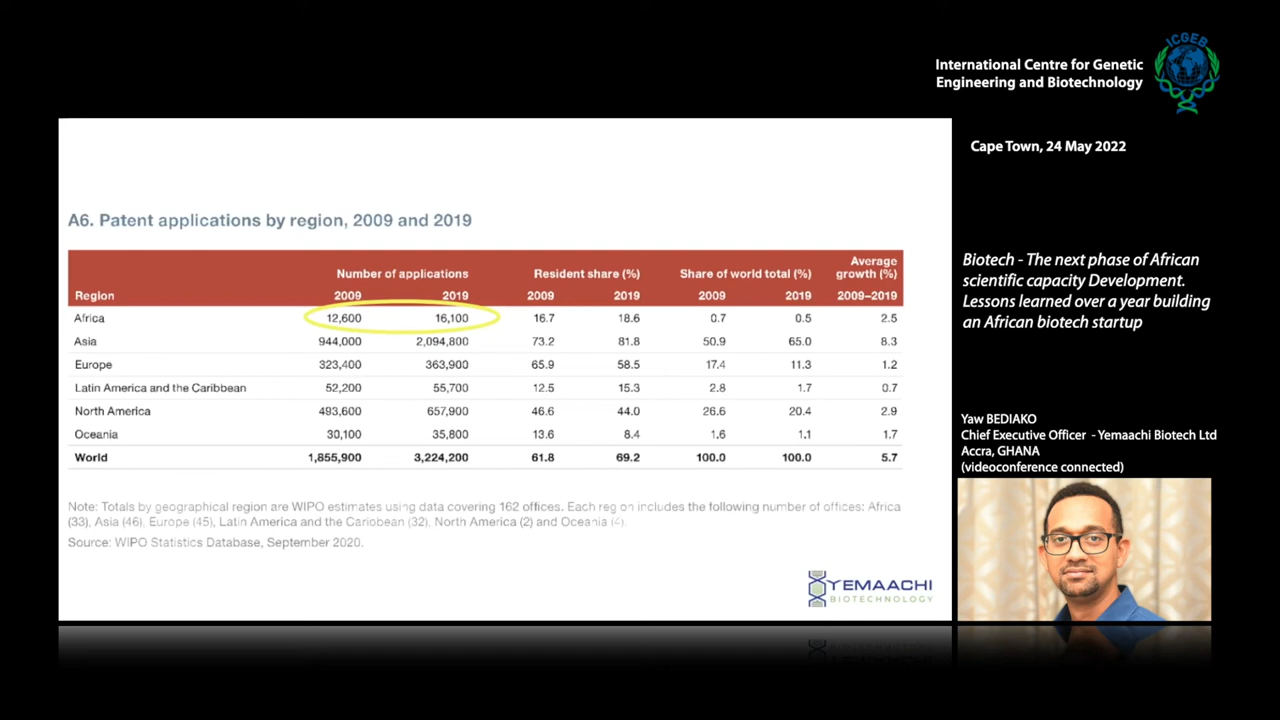 ICGEB
International Centre for Genetic
Engineering and Biotechnology
Cape Town, 24 May 2022
A6. Patent applications by region, 2009 and 2019
Region Number of applications Resident share (%) Share of world total (%) Average growth (%)
2009 2019 2009 2019 2009 2019 2009–2019
Africa 12,600 16,100 16.7 18.6 0.7 0.5 2.5
Asia 944,000 2,094,800 73.2 81.8 50.9 65.0 8.3
Europe 323,400 363,900 65.9 58.5 17.4 11.3 1.2
Latin America and the Caribbean 52,200 55,700 12.5 15.3 2.8 1.7 0.7
North America 493,600 657,900 46.6 44.0 26.6 20.4 2.9
Oceania 30,100 35,800 13.6 8.4 1.6 1.1 1.7
World 1,855,900 3,224,200 61.8 69.2 100.0 100.0 5.7
Note: Totals by geographical region are WIPO estimates using data covering 162 offices. Each region includes the following number of offices: Africa
(33), Asia (46), Europe (45), Latin America and the Caribbean (32), North America (2) and Oceania (4).
Source: WIPO Statistics Database, September 2020.
YEMAACHI
BIOTECHNOLOGY
Biotech - The next phase of African
scientific capacity Development.
Lessons learned over a year building
an African biotech startup
Yaw BEDIAKO
Chief Executive Officer - Yemaachi Biotech Ltd
Accra, GHANA
(videoconference connected)